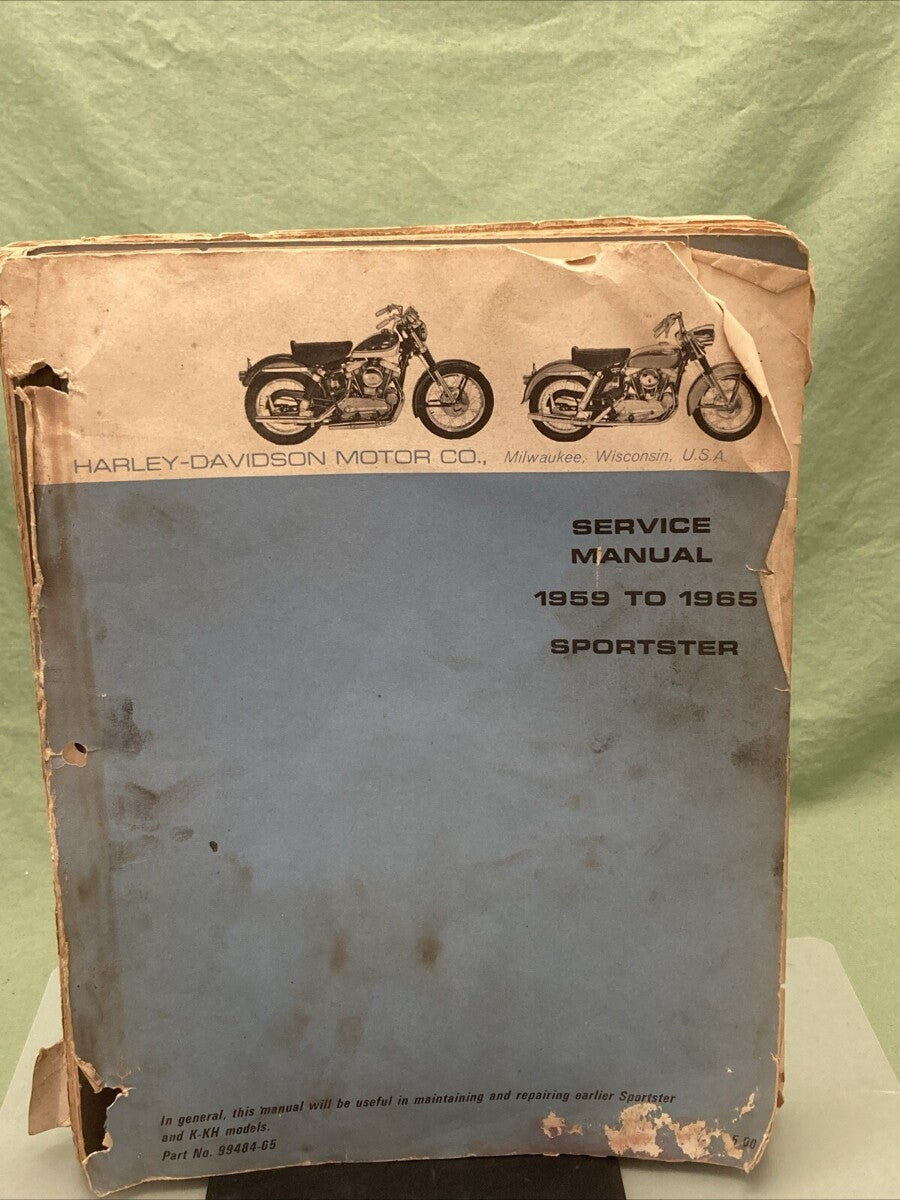 HARLEY-DAVIDSON MOTOR CO., Milwaukee, Wisconsin, U.S.A.
SERVICE
MANUAL
1959 TO 1965
SPORTSTER
In general, this manual will be useful in maintaining and repairing earlier Sportster
and K-KH models.
Part No. 99484-65